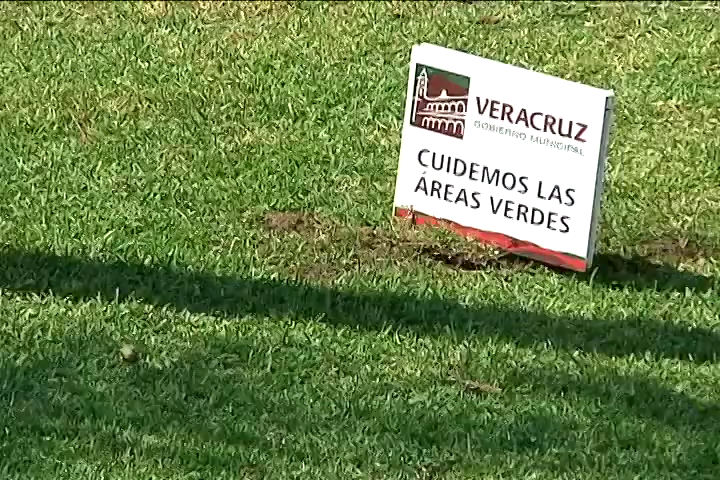 VERACRUZ
GOBIERNO MUNICIPAL
CUIDEMOS LAS
ÁREAS VERDES